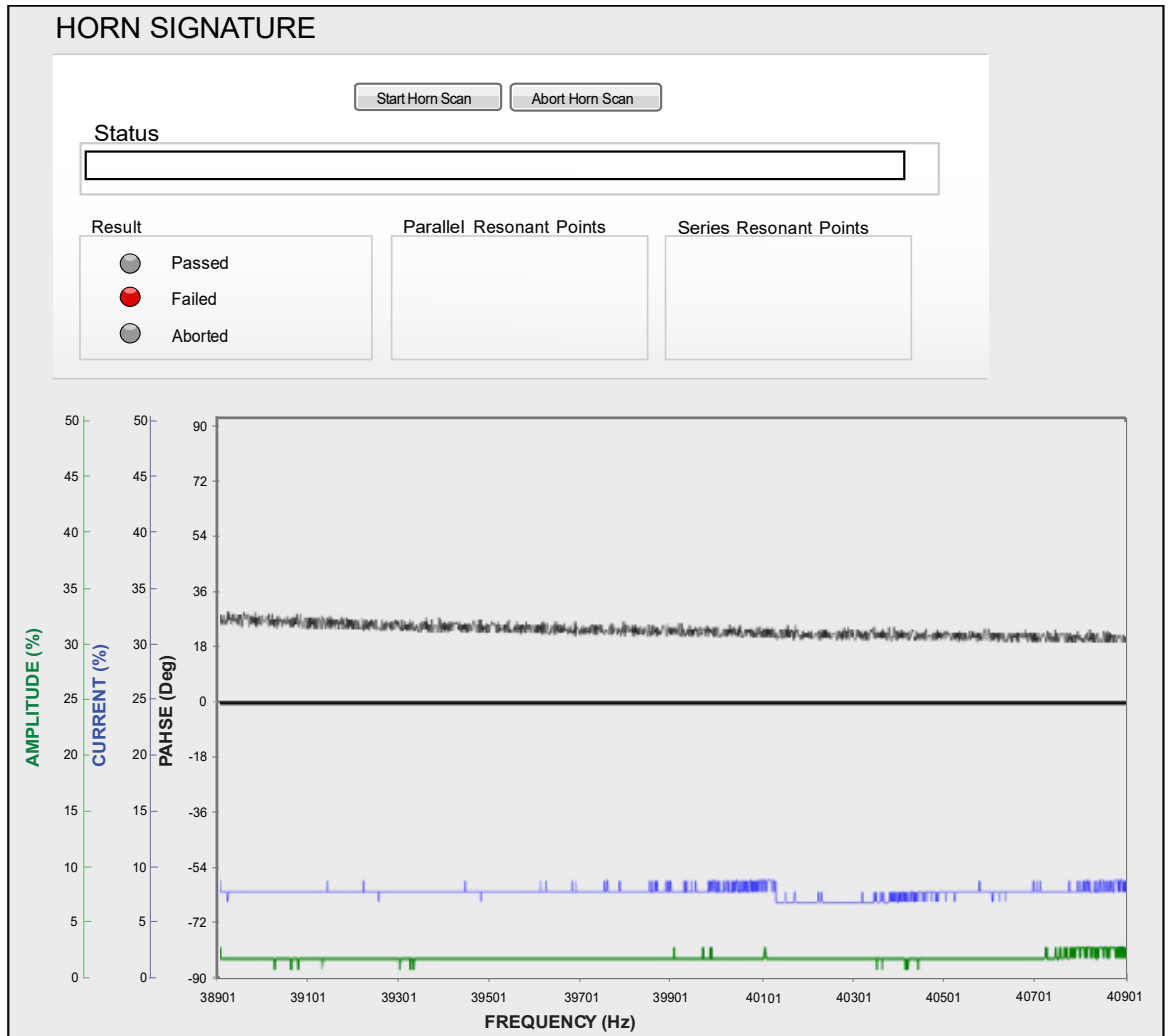 HORN SIGNATURE
Start Horn Scan Abort Horn Scan
Status
Result Parallel Resonant Points Series Resonant Points
Passed
Failed
Aborted
50 50 90
45 45 72
40 40 54
35 35 36
30 30 18
25 25 0
20 20 -18
15 15 -36
10 10 -54
5 5 -72
0 0 -90
AMPLITUDE (%)
CURRENT (%)
PAHSE (Deg)
38901 39101 39301 39501 39701 39901 40101 40301 40501 40701 40901
FREQUENCY (Hz)